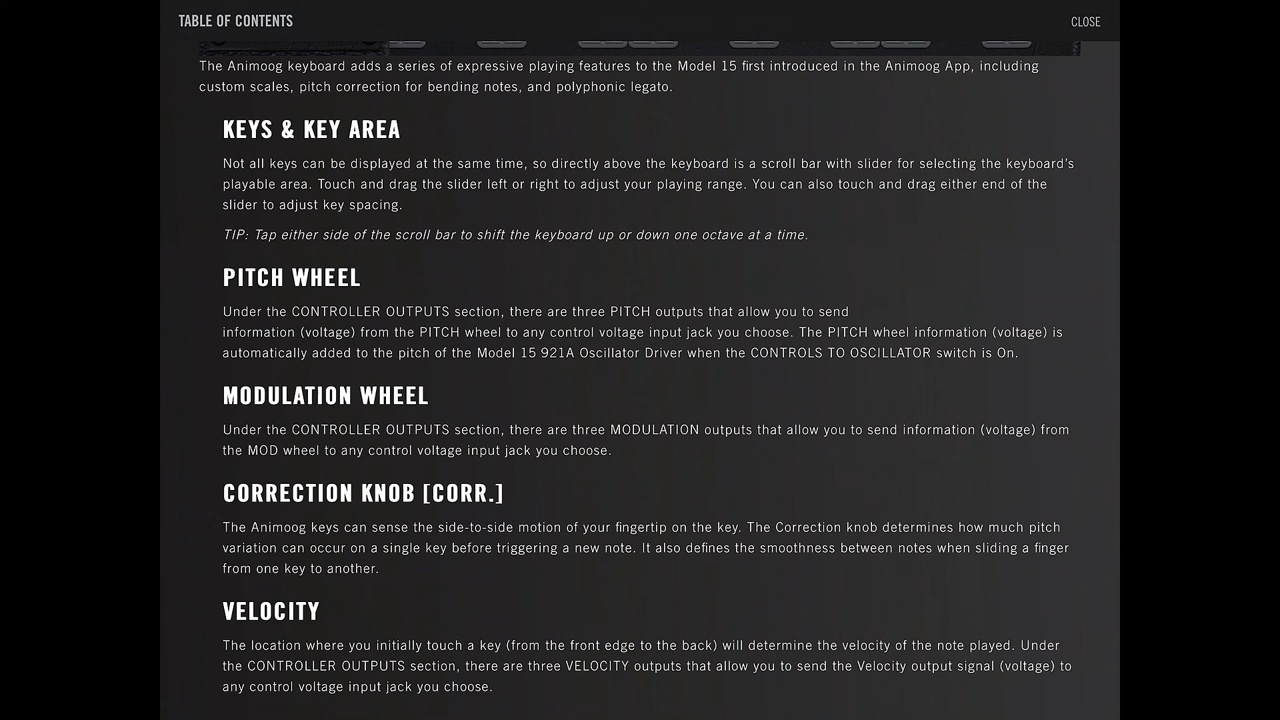 TABLE OF CONTENTS
CLOSE
The Animoog keyboard adds a series of expressive playing features to the Model 15 first introduced in the Animoog App, including
custom scales, pitch correction for bending notes, and polyphonic legato.
KEYS & KEY AREA
Not all keys can be displayed at the same time, so directly above the keyboard is a scroll bar with slider for selecting the keyboard's
playable area. Touch and drag the slider left or right to adjust your playing range. You can also touch and drag either end of the
slider to adjust key spacing.
TIP: Tap either side of the scroll bar to shift the keyboard up or down one octave at a time.
PITCH WHEEL
Under the CONTROLLER OUTPUTS section, there are three PITCH outputs that allow you to send
information (voltage) from the PITCH wheel to any control voltage input jack you choose. The PITCH wheel information (voltage) is
automatically added to the pitch of the Model 15 921A Oscillator Driver when the CONTROLS TO OSCILLATOR switch is On.
MODULATION WHEEL
Under the CONTROLLER OUTPUTS section, there are three MODULATION outputs that allow you to send information (voltage) from
the MOD wheel to any control voltage input jack you choose.
CORRECTION KNOB [CORR.]
The Animoog keys can sense the side-to-side motion of your fingertip on the key. The Correction knob determines how much pitch
variation can occur on a single key before triggering a new note. It also defines the smoothness between notes when sliding a finger
from one key to another.
VELOCITY
The location where you initially touch a key (from the front edge to the back) will determine the velocity of the note played. Under
the CONTROLLER OUTPUTS section, there are three VELOCITY outputs that allow you to send the Velocity output signal (voltage) to
any control voltage input jack you choose.